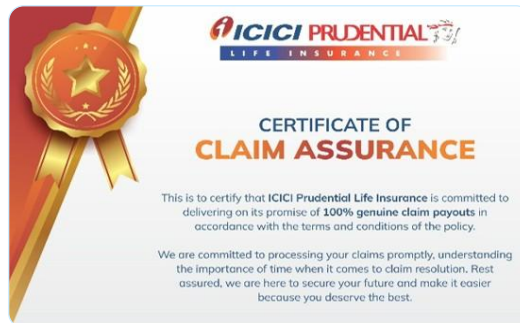 ICICI PRUDENTIAL
LIFE INSURANCE
CERTIFICATE OF
CLAIM ASSURANCE
This is to certify that ICICI Prudential Life Insurance is committed to
delivering on its promise of 100% genuine claim payouts in
accordance with the terms and conditions of the policy.
We are committed to processing your claims promptly, understanding
the importance of time when it comes to claim resolution. Rest
assured, we are here to secure your future and make it easier
because you deserve the best.